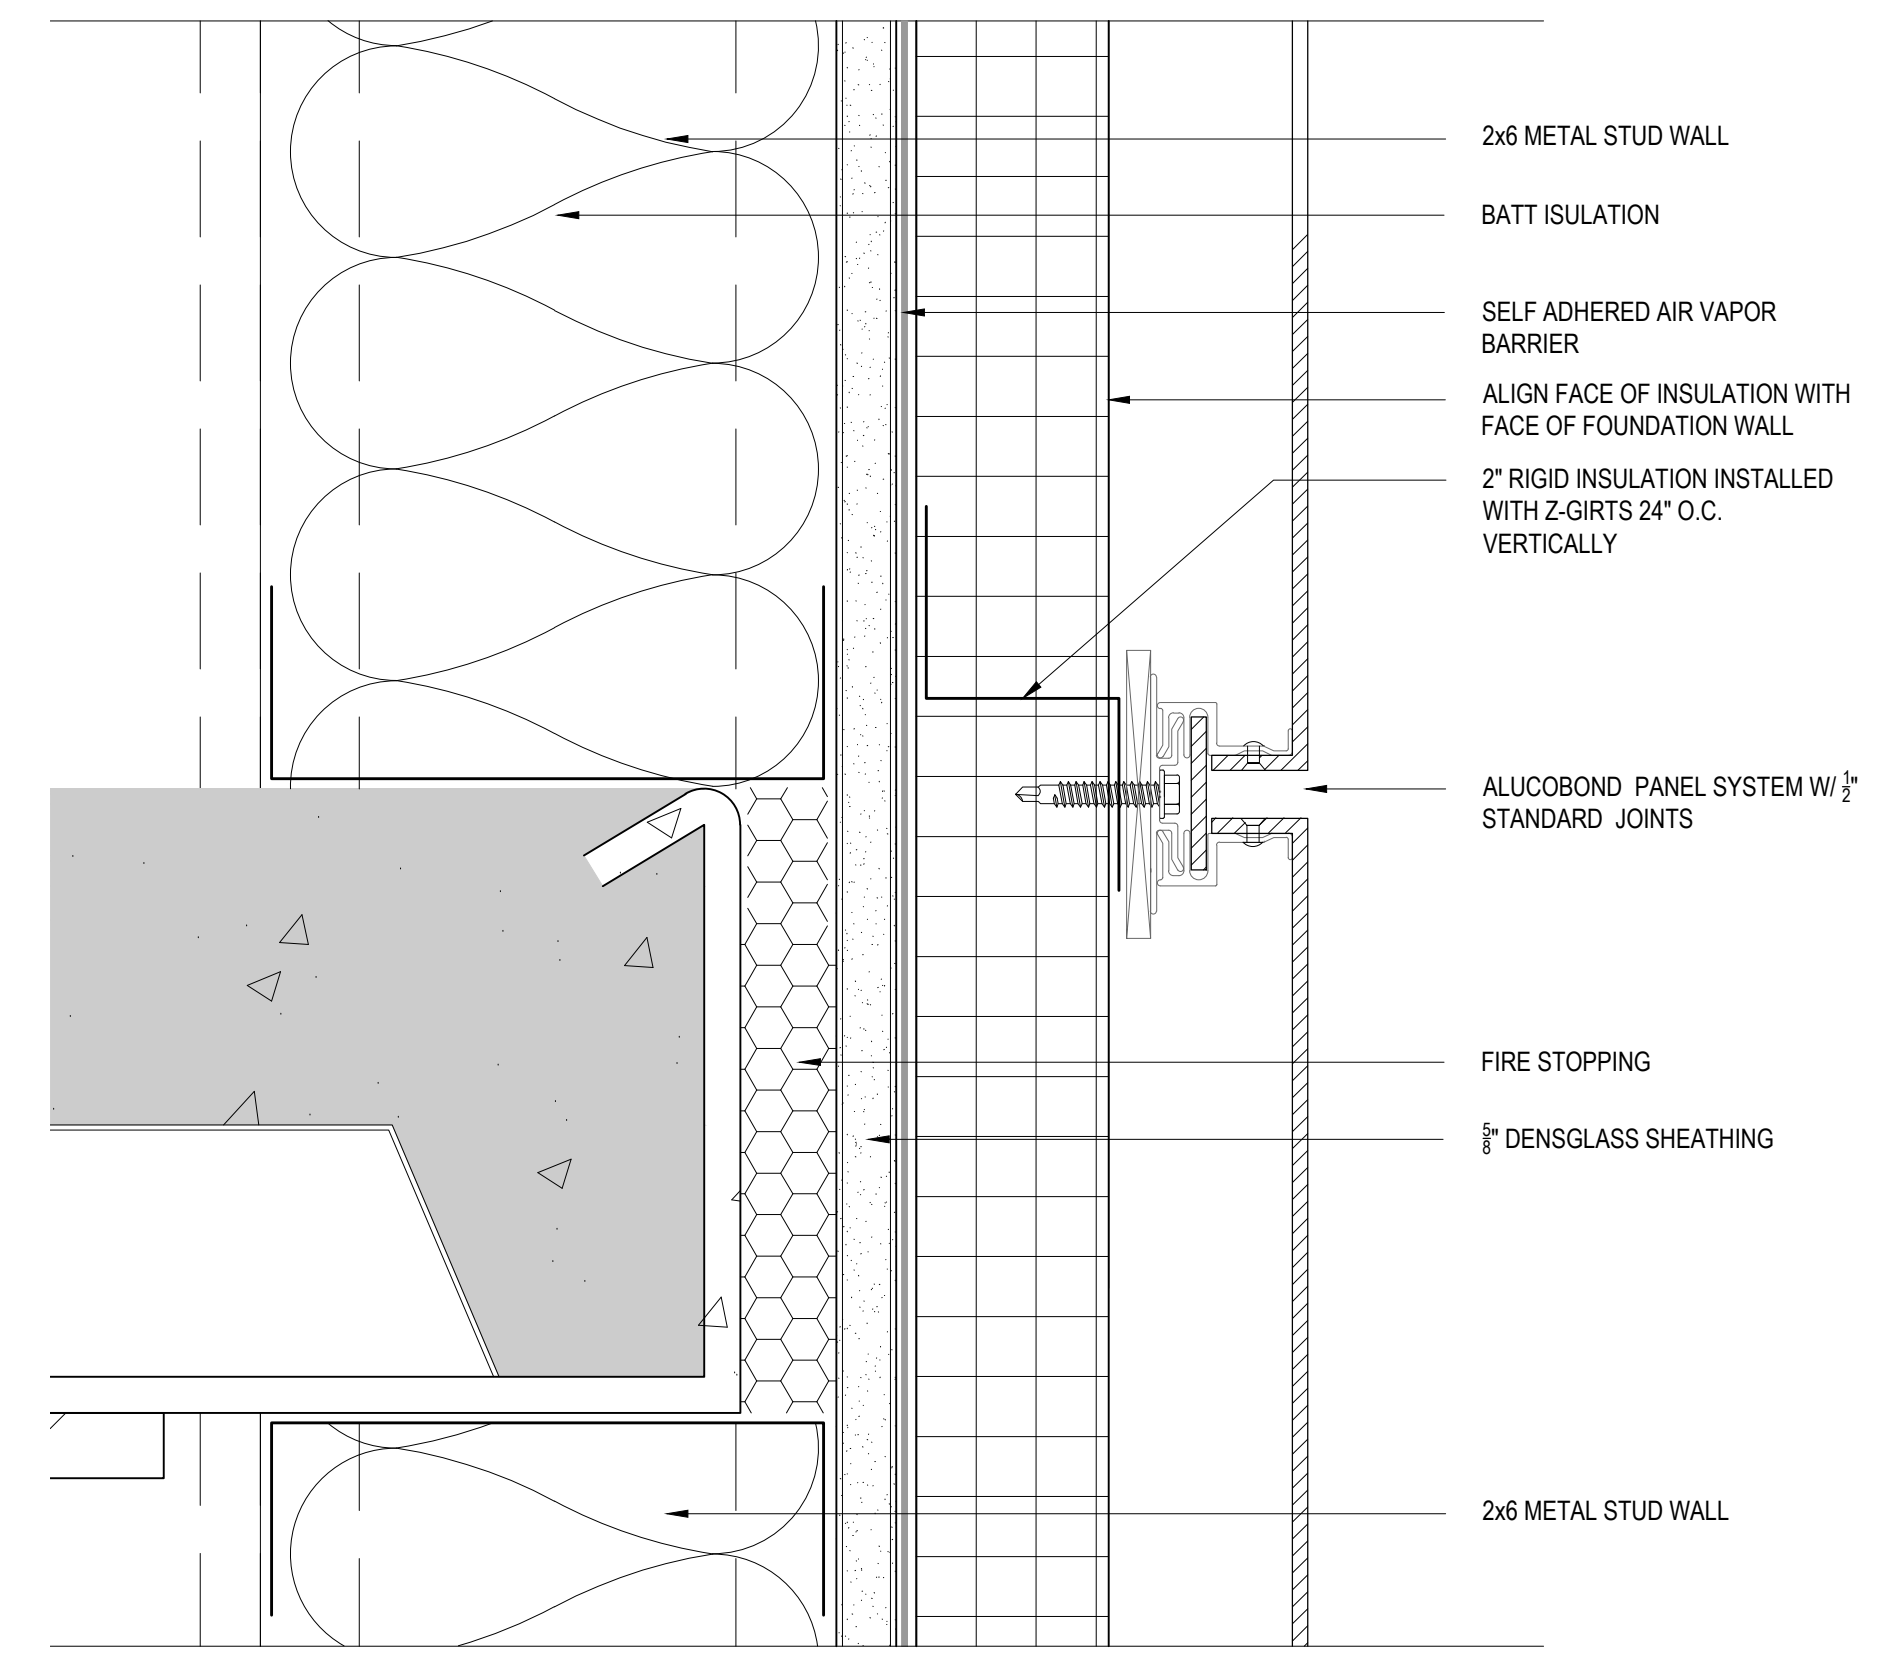 2x6 METAL STUD WALL
BATT ISULATION
SELF ADHERED AIR VAPOR
BARRIER
ALIGN FACE OF INSULATION WITH
FACE OF FOUNDATION WALL
2" RIGID INSULATION INSTALLED
WITH Z-GIRTS 24" O.C.
VERTICALLY
ALUCOBOND PANEL SYSTEM W/ 1/2"
STANDARD JOINTS
FIRE STOPPING
5/8" DENSGLASS SHEATHING
2x6 METAL STUD WALL